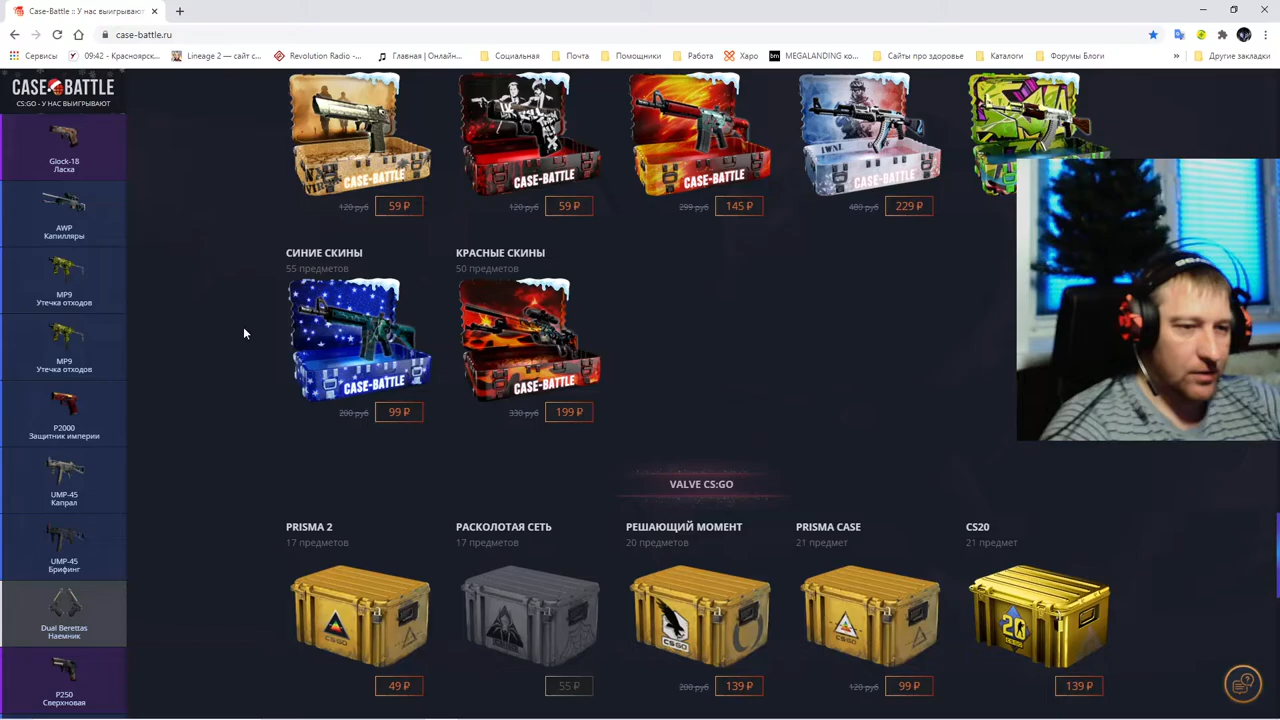 Case-Battle :: У нас выигрывают
case-battle.ru
Сервисы
09:42 - Красноярск...
Lineage 2 — сайт с...
Revolution Radio -...
Главная | (Онлайн)...
Социальная
Почта
Помощники
Работа
Харо
MEGALANDING ко...
Сайты про здоровье
Каталоги
Форумы Блоги
»
Другие закладки
CASE BATTLE
CS:GO - У НАС ВЫИГРЫВАЮТ
Glock-18
Ласка
AWP
Капилляры
MP9
Утечка отходов
MP9
Утечка отходов
P2000
Защитник империи
UMP-45
Капрал
UMP-45
Брифинг
Dual Berettas
Наемник
P250
Сверхновая
CASE-BATTLE
CASE-BATTLE
CASE-BATTLE
CASE-BATTLE
120 руб 59 ₽
120 руб 59 ₽
299 руб 145 ₽
480 руб 229 ₽
СИНИЕ СКИНЫ
55 предметов
КРАСНЫЕ СКИНЫ
50 предметов
CASE-BATTLE
CASE-BATTLE
200 руб 99 ₽
330 руб 199 ₽
VALVE CS:GO
PRISMA 2
17 предметов
РАСКОЛОТАЯ СЕТЬ
17 предметов
РЕШАЮЩИЙ МОМЕНТ
20 предметов
PRISMA CASE
21 предмет
CS20
21 предмет
CS:GO
CS:GO
CS:GO
20
49 ₽
55 ₽
200 руб 139 ₽
120 руб 99 ₽
139 ₽